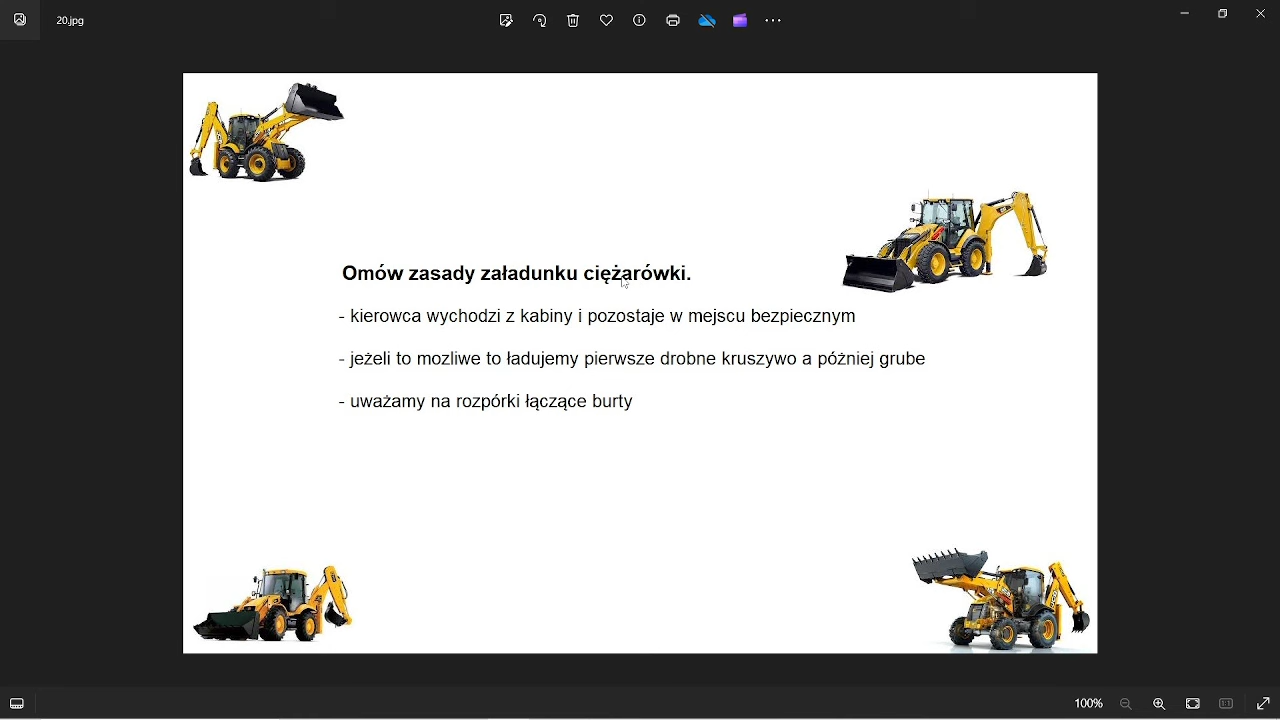 20.jpg
Omów zasady załadunku ciężarówki.
- kierowca wychodzi z kabiny i pozostaje w mejscu bezpiecznym
- jeżeli to mozliwe to ładujemy pierwsze drobne kruszywo a później grube
- uważamy na rozpórki łączące burty
100%